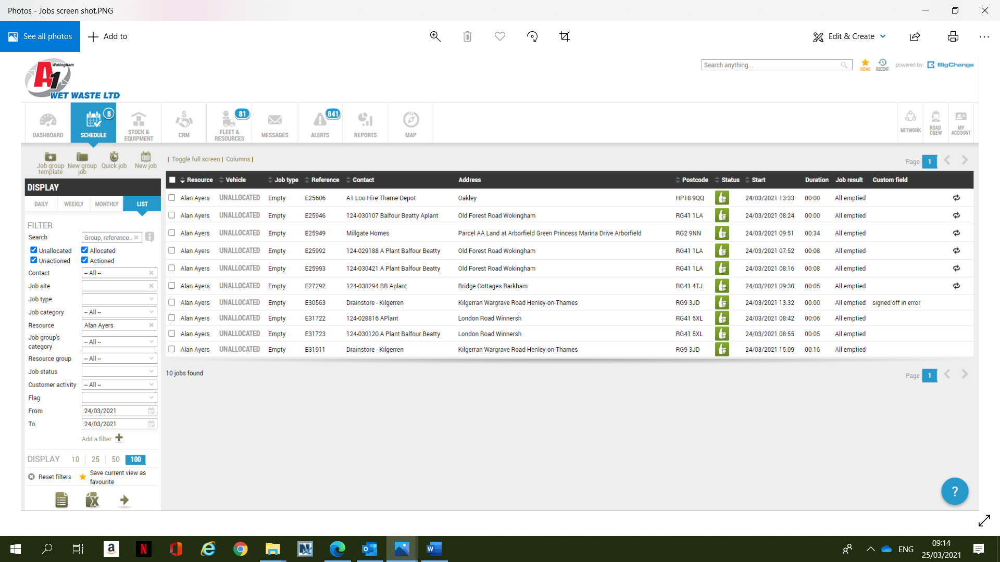 Photos - Jobs screen shot.PNG
See all photos
Add to
Edit & Create
Wokingham
A1
WET WASTE LTD
Search anything...
VIEWS
RECENT
powered by: BigChange
DASHBOARD
8
SCHEDULE
STOCK & EQUIPMENT
CRM
81
FLEET & RESOURCES
MESSAGES
841
ALERTS
REPORTS
MAP
NETWORK
ROAD CREW
MY ACCOUNT
Job group template
New group job
Quick job
New job
| Toggle full screen | Columns |
Page 1
DISPLAY
DAILY WEEKLY MONTHLY LIST
FILTER
Search Group, reference..
Unallocated Allocated
Unactioned Actioned
Contact -- All --
Job site
Job type
Job category -- All --
Resource Alan Ayers
Job group's category -- All --
Resource group -- All --
Job status
Customer activity -- All --
Flag
From 24/03/2021
To 24/03/2021
Add a filter
DISPLAY 10 25 50 100
Reset filters
Save current view as favourite
Resource Vehicle Job type Reference Contact Address Postcode Status Start Duration Job result Custom field
Alan Ayers UNALLOCATED Empty E25606 A1 Loo Hire Thame Depot Oakley HP18 9QQ 24/03/2021 13:33 00:00 All emptied
Alan Ayers UNALLOCATED Empty E25946 124-030107 Balfour Beatty Aplant Old Forest Road Wokingham RG41 1LA 24/03/2021 08:24 00:00 All emptied
Alan Ayers UNALLOCATED Empty E25949 Millgate Homes Parcel AA Land at Arborfield Green Princess Marina Drive Arborfield RG2 9NN 24/03/2021 09:51 00:34 All emptied
Alan Ayers UNALLOCATED Empty E25992 124-029188 A Plant Balfour Beatty Old Forest Road Wokingham RG41 1LA 24/03/2021 07:52 00:08 All emptied
Alan Ayers UNALLOCATED Empty E25993 124-030421 A Plant Balfour Beatty Old Forest Road Wokingham RG41 1LA 24/03/2021 08:16 00:08 All emptied
Alan Ayers UNALLOCATED Empty E27292 124-030294 BB Aplant Bridge Cottages Barkham RG41 4TJ 24/03/2021 09:30 00:05 All emptied
Alan Ayers UNALLOCATED Empty E30563 Drainstore - Kilgerren Kilgerran Wargrave Road Henley-on-Thames RG9 3JD 24/03/2021 13:32 00:00 All emptied signed off in error
Alan Ayers UNALLOCATED Empty E31722 124-028816 APlant London Road Winnersh RG41 5XL 24/03/2021 08:42 00:06 All emptied
Alan Ayers UNALLOCATED Empty E31723 124-030120 A Plant Balfour Beatty London Road Winnersh RG41 5XL 24/03/2021 08:55 00:05 All emptied
Alan Ayers UNALLOCATED Empty E31911 Drainstore - Kilgerren Kilgerran Wargrave Road Henley-on-Thames RG9 3JD 24/03/2021 15:09 00:16 All emptied
10 jobs found
Page 1
?
ENG
09:14
25/03/2021